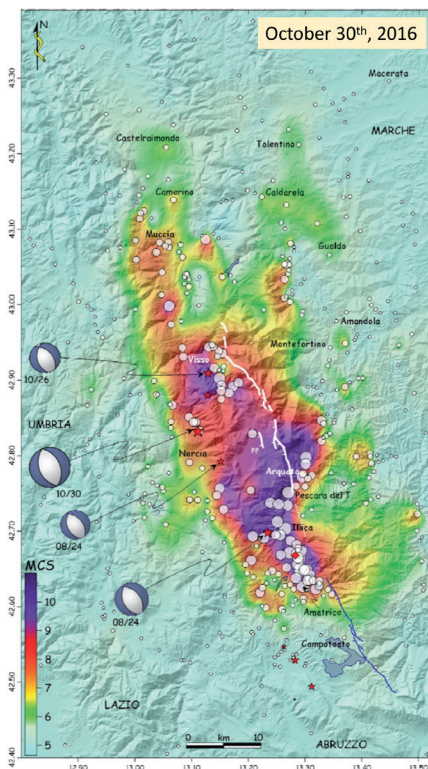 October 30th, 2016
N
43.30
Macerata
MARCHE
Castelraimondo
Tolentino
43.20
Camerino
Caldarola
43.10
Muccia
Gualdo
43.00
Amandola
Montefortino
Visso
10/26
42.90
UMBRIA
Norcia
PP
Arquata
42.80
10/30
Pescara del T.
08/24
Illica
42.70
MCS
10
9
8
7
6
5
08/24
42.60
Amatrice
Campotosto
42.50
LAZIO
0 km 10
ABRUZZO
42.40
12.90 13.00 13.10 13.20 13.30 13.40 13.50